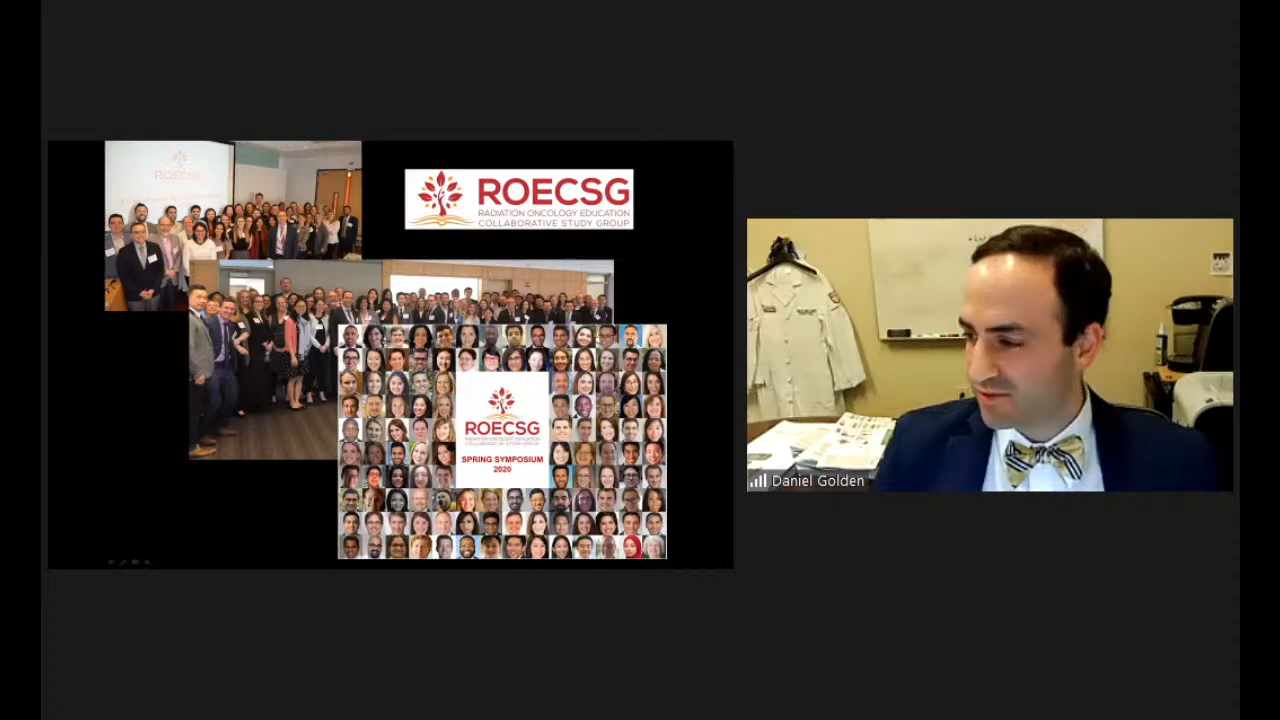 ROECSG
ROECSG
RADIATION ONCOLOGY EDUCATION
COLLABORATIVE STUDY GROUP
ROECSG
RADIATION ONCOLOGY EDUCATION
COLLABORATIVE STUDY GROUP
SPRING SYMPOSIUM
2020
Daniel Golden